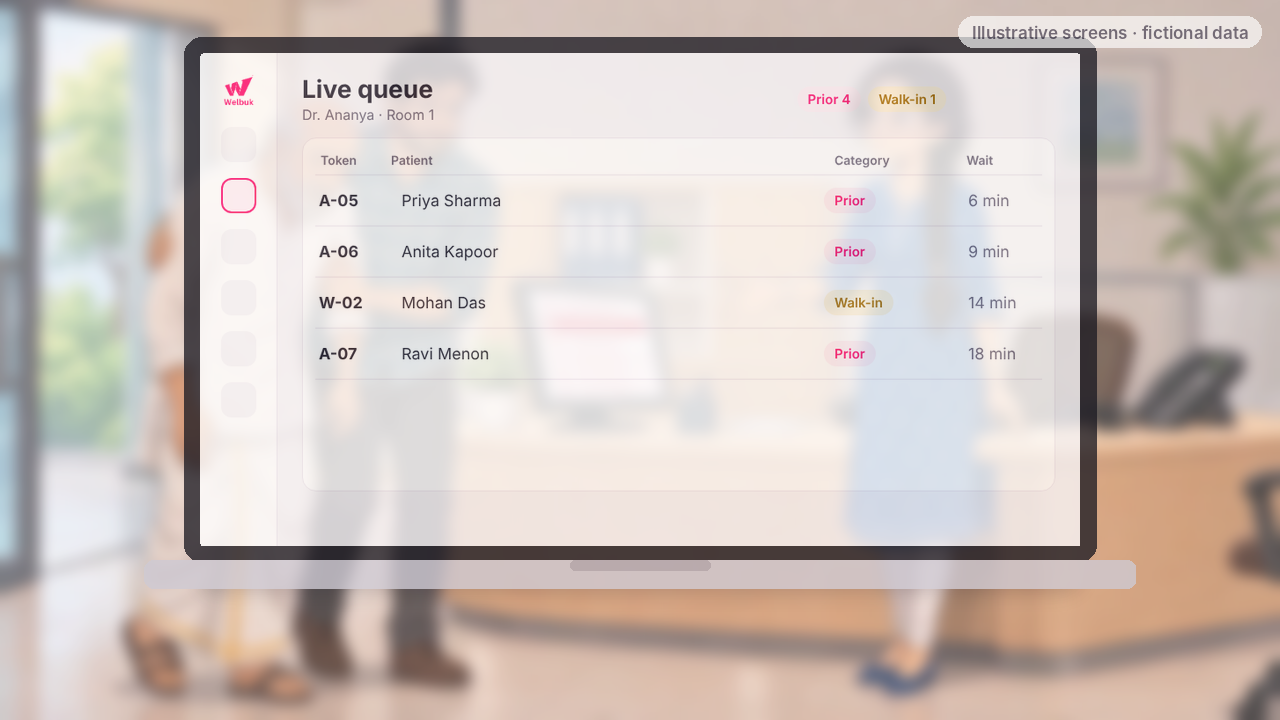 Illustrative screens · fictional data
Welbuk
Live queue
Dr. Ananya · Room 1
Prior 4
Walk-in 1
Token Patient Category Wait
A-05 Priya Sharma Prior 6 min
A-06 Anita Kapoor Prior 9 min
W-02 Mohan Das Walk-in 14 min
A-07 Ravi Menon Prior 18 min